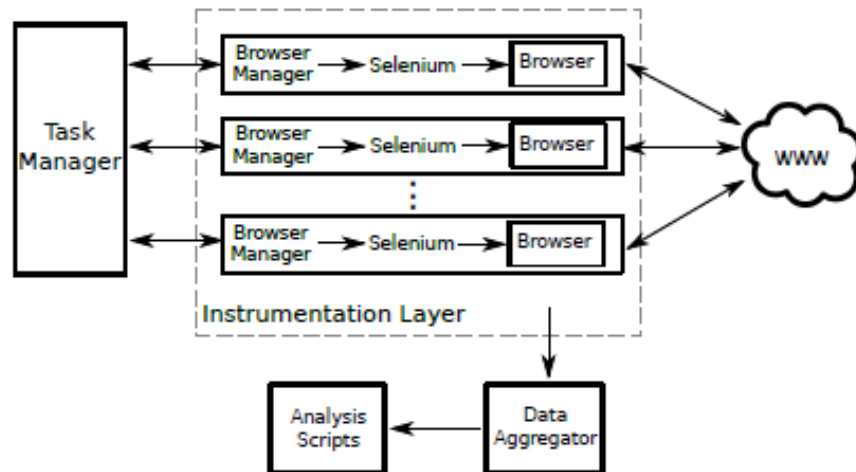 Task
Manager
Browser
Manager
Selenium
Browser
Browser
Manager
Selenium
Browser
Browser
Manager
Selenium
Browser
Instrumentation Layer
WWW
Analysis
Scripts
Data
Aggregator